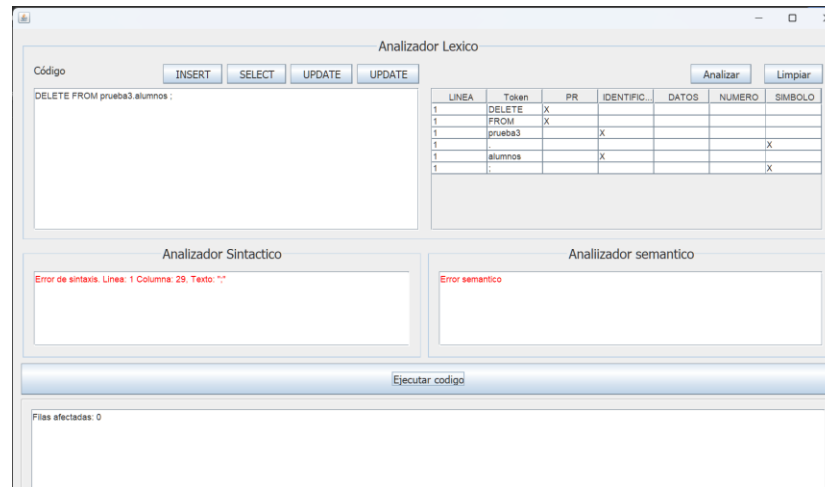 Analizador Lexico
Código INSERT SELECT UPDATE UPDATE Analizar Limpiar
DELETE FROM prueba3.alumnos ;
LINEA Token PR IDENTIFIC... DATOS NUMERO SIMBOLO
1 DELETE X
1 FROM X
1 prueba3 X
1 . X
1 alumnos X
1 ; X
Analizador Sintactico
Error de sintaxis. Linea: 1 Columna: 29, Texto: ";"
Analiizador semantico
Error semantico
Ejecutar codigo
Filas afectadas: 0